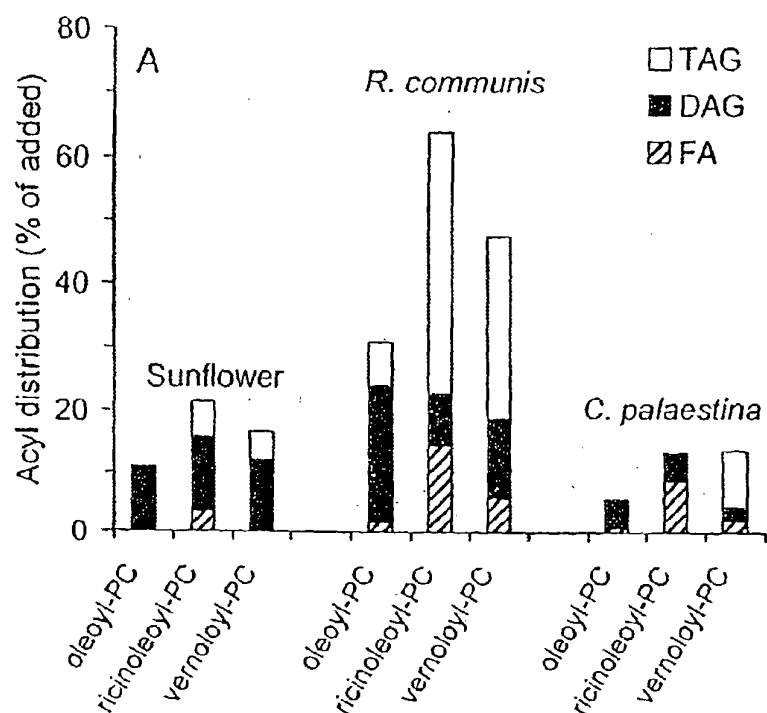 80
60
40
20
0
Acyl distribution (% of added)
A
R. communis
TAG
DAG
FA
Sunflower
C. palaestina
oleoyl-PC
ricinoleoyl-PC
vernoloyl-PC
oleoyl-PC
ricinoleoyl-PC
vernoloyl-PC
oleoyl-PC
ricinoleoyl-PC
vernoloyl-PC